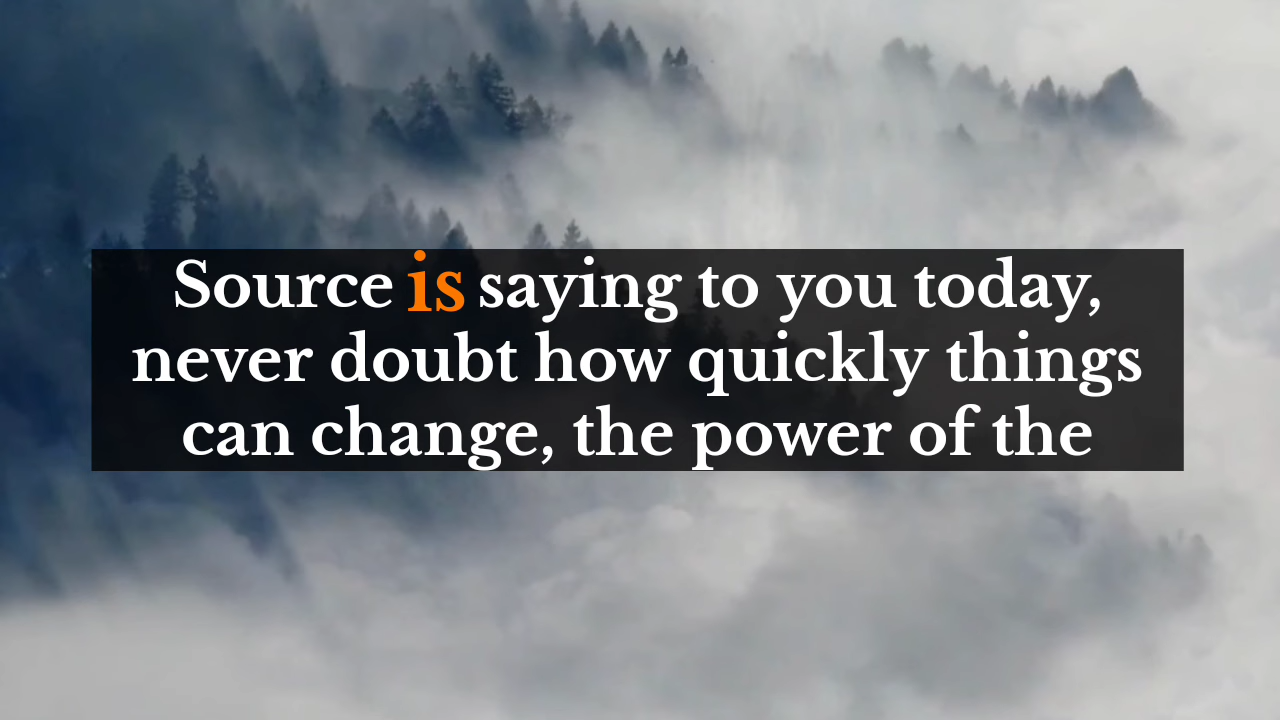 Source is saying to you today,
never doubt how quickly things
can change, the power of the